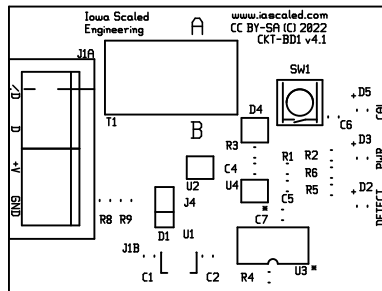 Iowa Scaled
Engineering
www.iascaled.com
CC BY-SA (C) 2022
CKT-BD1 v4.1
A
J1A
SW1
D5
CAL
/D
D
+V
GND
T1
B
D4
C6
R3
D3
PWR
R1
R2
C4
R6
U2
U4
R5
D2
DETECT
J4
C5
R8
R9
C7
D1
U1
J1B
C1
C2
R4
U3